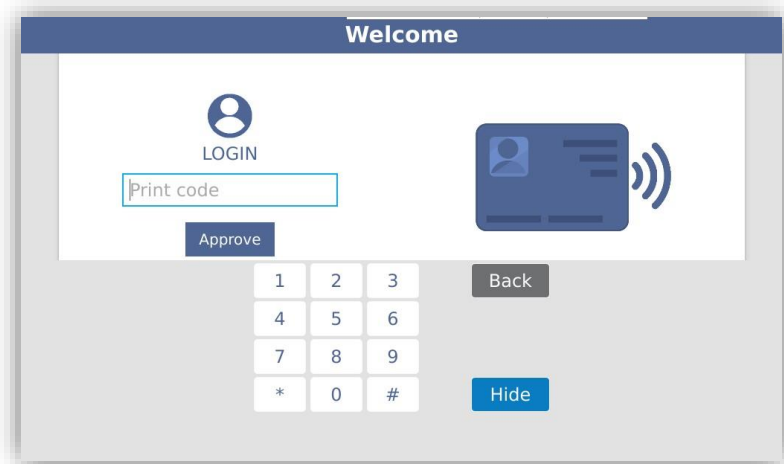 Welcome
LOGIN
Print code
Approve
1 2 3 Back
4 5 6
7 8 9
* 0 # Hide